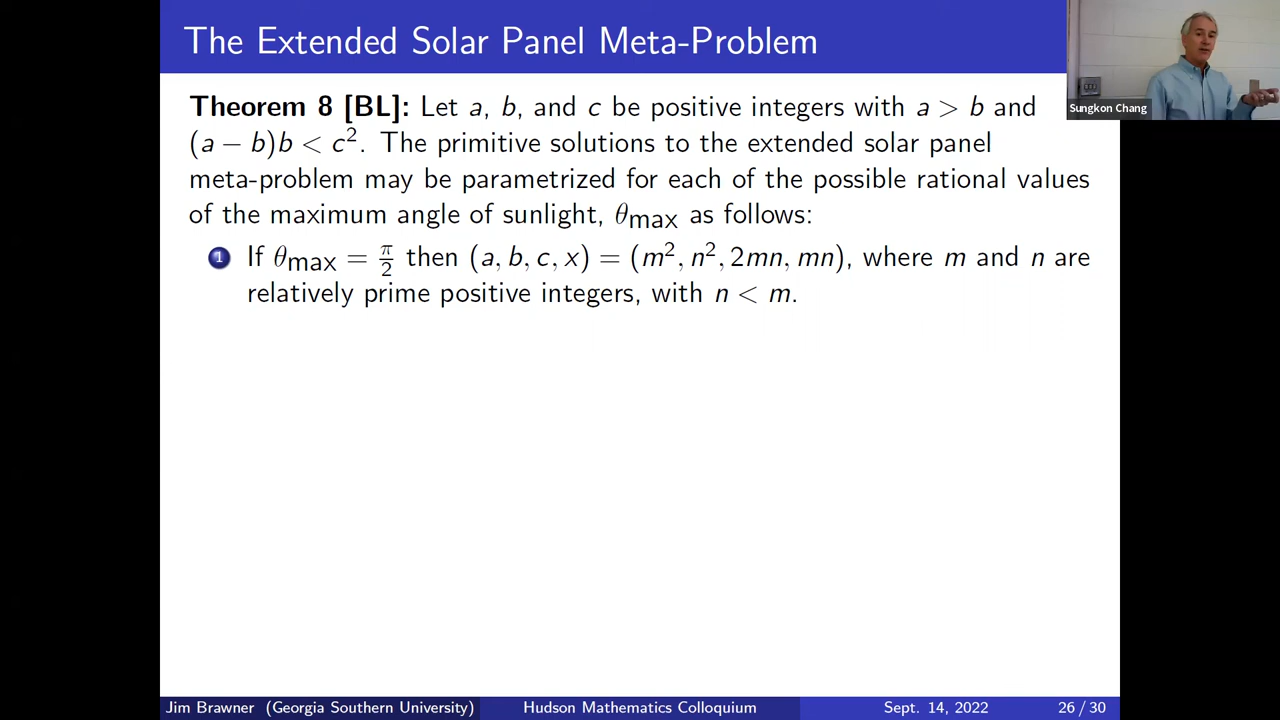 The Extended Solar Panel Meta-Problem
Sungkon Chang
Theorem 8 [BL]: Let a, b, and c be positive integers with a > b and
(a − b)b < c². The primitive solutions to the extended solar panel
meta-problem may be parametrized for each of the possible rational values
of the maximum angle of sunlight, θmax as follows:
1 If θmax = π/2 then (a, b, c, x) = (m², n², 2mn, mn), where m and n are
relatively prime positive integers, with n < m.
Jim Brawner (Georgia Southern University) Hudson Mathematics Colloquium Sept. 14, 2022 26 / 30